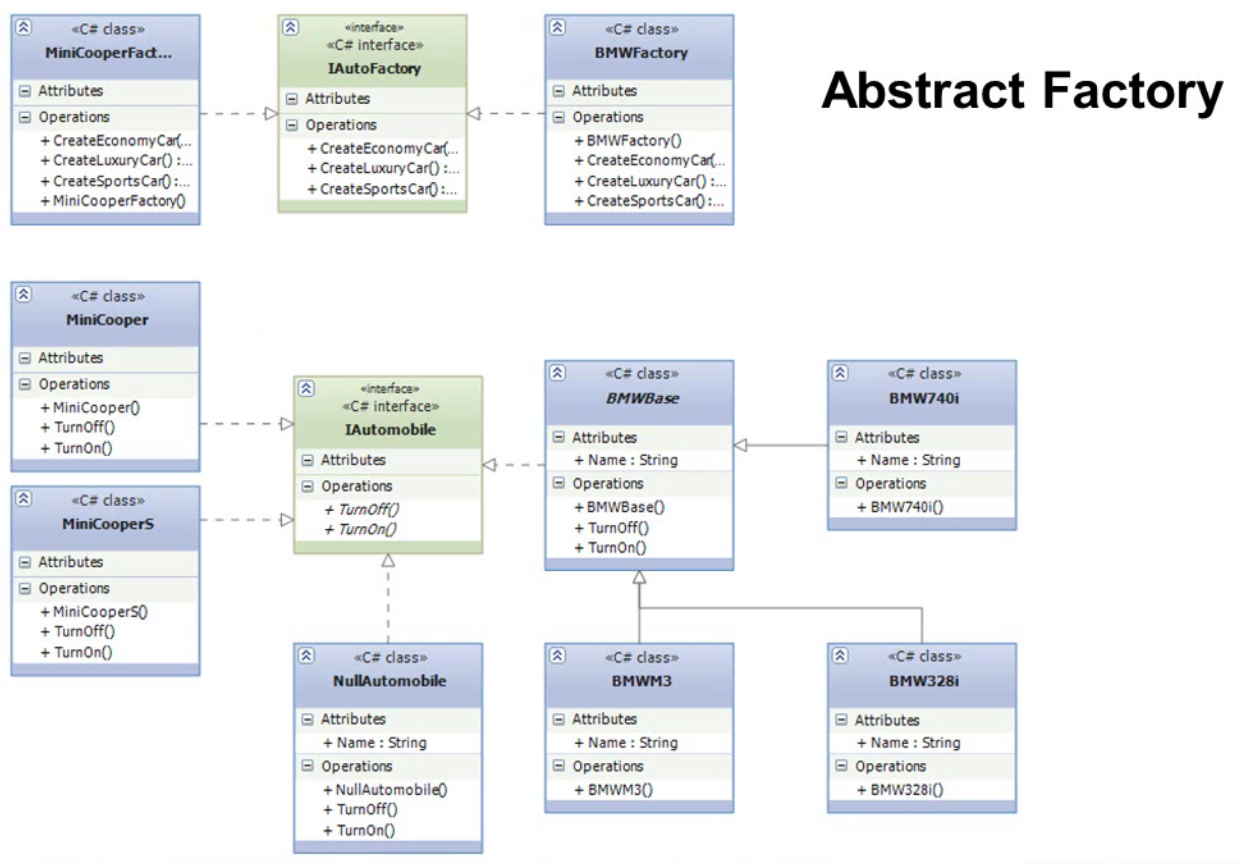 Abstract Factory
«C# class»
MiniCooperFact...
Attributes
Operations
+ CreateEconomyCar(...
+ CreateLuxuryCar() :...
+ CreateSportsCar() :...
+ MiniCooperFactory()
«interface»
«C# interface»
IAutoFactory
Attributes
Operations
+ CreateEconomyCar(...
+ CreateLuxuryCar() :...
+ CreateSportsCar() :...
«C# class»
BMWFactory
Attributes
Operations
+ BMWFactory()
+ CreateEconomyCar(...
+ CreateLuxuryCar() :...
+ CreateSportsCar() :...
«C# class»
MiniCooper
Attributes
Operations
+ MiniCooper()
+ TurnOff()
+ TurnOn()
«C# class»
MiniCooperS
Attributes
Operations
+ MiniCooperS()
+ TurnOff()
+ TurnOn()
«interface»
«C# interface»
IAutomobile
Attributes
Operations
+ TurnOff()
+ TurnOn()
«C# class»
BMWBase
Attributes
+ Name : String
Operations
+ BMWBase()
+ TurnOff()
+ TurnOn()
«C# class»
BMW740i
Attributes
+ Name : String
Operations
+ BMW740i()
«C# class»
NullAutomobile
Attributes
+ Name : String
Operations
+ NullAutomobile()
+ TurnOff()
+ TurnOn()
«C# class»
BMWM3
Attributes
+ Name : String
Operations
+ BMWM3()
«C# class»
BMW328i
Attributes
+ Name : String
Operations
+ BMW328i()